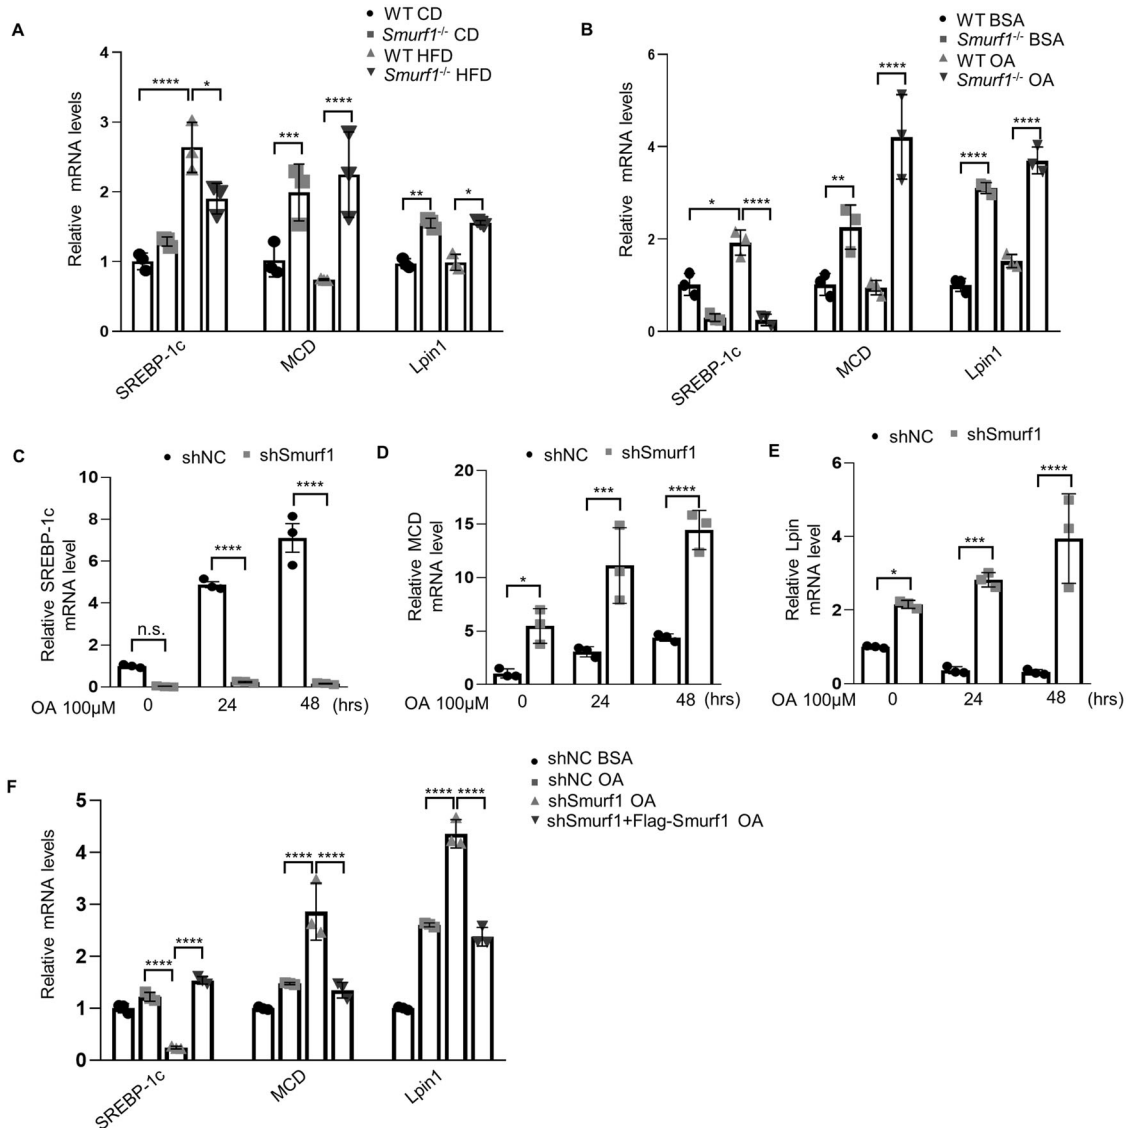 A
WT CD
Smurf1-/- CD
WT HFD
Smurf1-/- HFD
Relative mRNA levels
4
3
2
1
0
**** *
*** ****
** *
SREBP-1c MCD Lpin1
B
WT BSA
Smurf1-/- BSA
WT OA
Smurf1-/- OA
Relative mRNA levels
6
4
2
0
* ****
** ****
**** ****
SREBP-1c MCD Lpin1
C
shNC shSmurf1
Relative SREBP-1c
mRNA level
10
8
6
4
2
0
n.s. **** ****
OA 100μM 0 24 48 (hrs)
D
shNC shSmurf1
Relative MCD
mRNA level
20
15
10
5
0
* *** ****
OA 100μM 0 24 48 (hrs)
E
shNC shSmurf1
Relative Lpin
mRNA level
6
4
2
0
* *** ****
OA 100μM 0 24 48 (hrs)
F
shNC BSA
shNC OA
shSmurf1 OA
shSmurf1+Flag-Smurf1 OA
Relative mRNA levels
5
4
3
2
1
0
**** ****
**** ****
**** ****
SREBP-1c MCD Lpin1